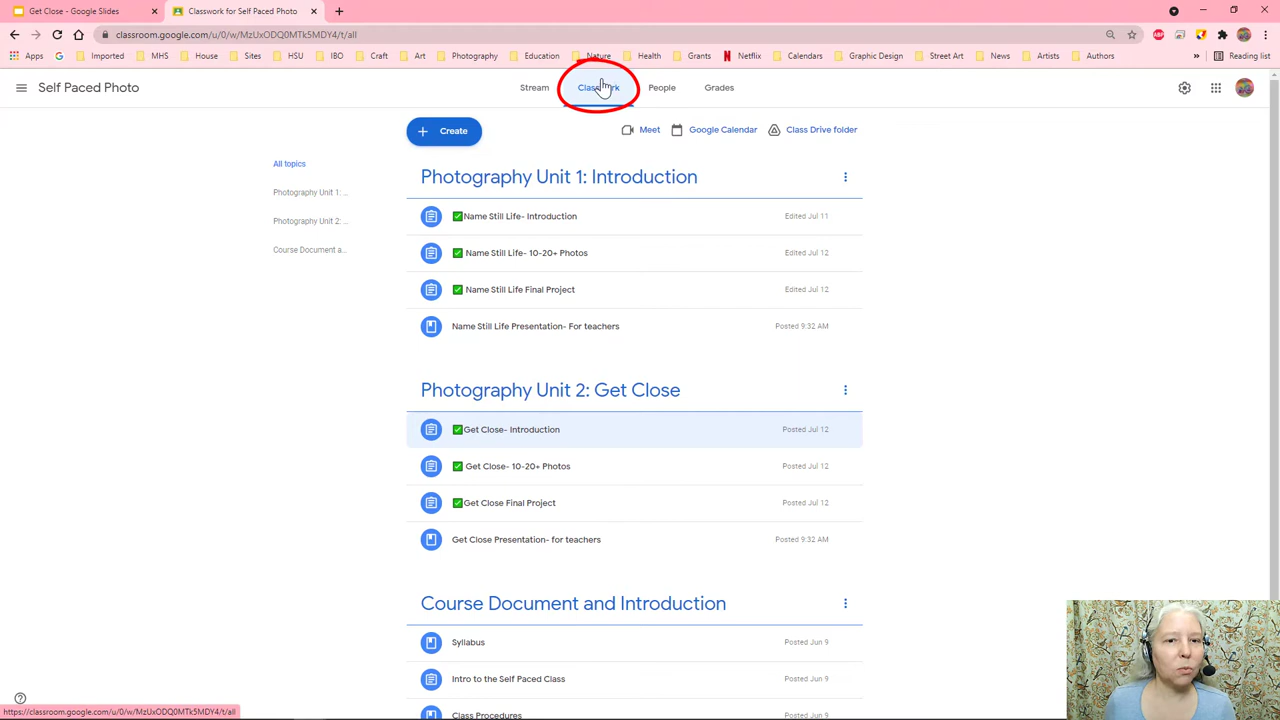 Get Close - Google Slides
Classwork for Self Paced Photo
classroom.google.com/u/0/w/MzUxODQ0MTk5MDY4/t/all
Apps
Imported
MHS
House
HSU
IBO
Craft
Art
Photography
Education
Nature
Health
Grants
Netflix
Calendars
Graphic Design
Street Art
News
Artists
Authors
Reading list
Self Paced Photo
Stream
Classwork
People
Grades
+ Create
Meet
Google Calendar
Class Drive folder
All topics
Photography Unit 1: ...
Photography Unit 2: ...
Course Document a...
Photography Unit 1: Introduction
✅Name Still Life- Introduction
Edited Jul 11
✅ Name Still Life- 10-20+ Photos
Edited Jul 12
✅ Name Still Life Final Project
Edited Jul 12
Name Still Life Presentation- For teachers
Posted 9:32 AM
Photography Unit 2: Get Close
✅Get Close- Introduction
Posted Jul 12
✅ Get Close- 10-20+ Photos
Posted Jul 12
✅Get Close Final Project
Posted Jul 12
Get Close Presentation- for teachers
Posted 9:32 AM
Course Document and Introduction
Syllabus
Posted Jun 9
Intro to the Self Paced Class
Posted Jun 9
Class Procedures
Posted Jun 9
https://classroom.google.com/u/0/w/MzUxODQ0MTk5MDY4/t/all